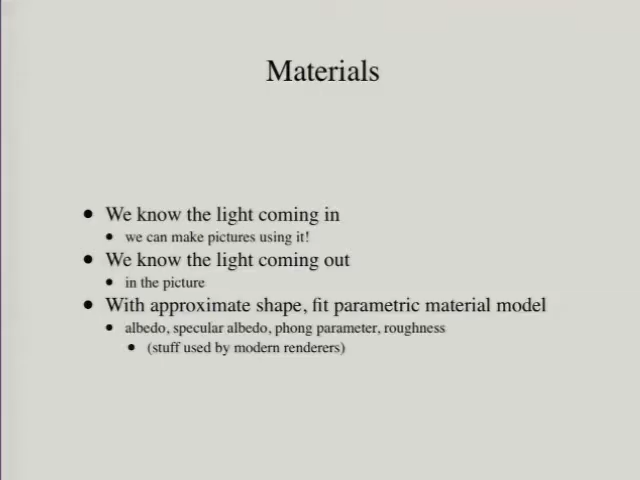 Materials
• We know the light coming in
• we can make pictures using it!
• We know the light coming out
• in the picture
• With approximate shape, fit parametric material model
• albedo, specular albedo, phong parameter, roughness
• (stuff used by modern renderers)